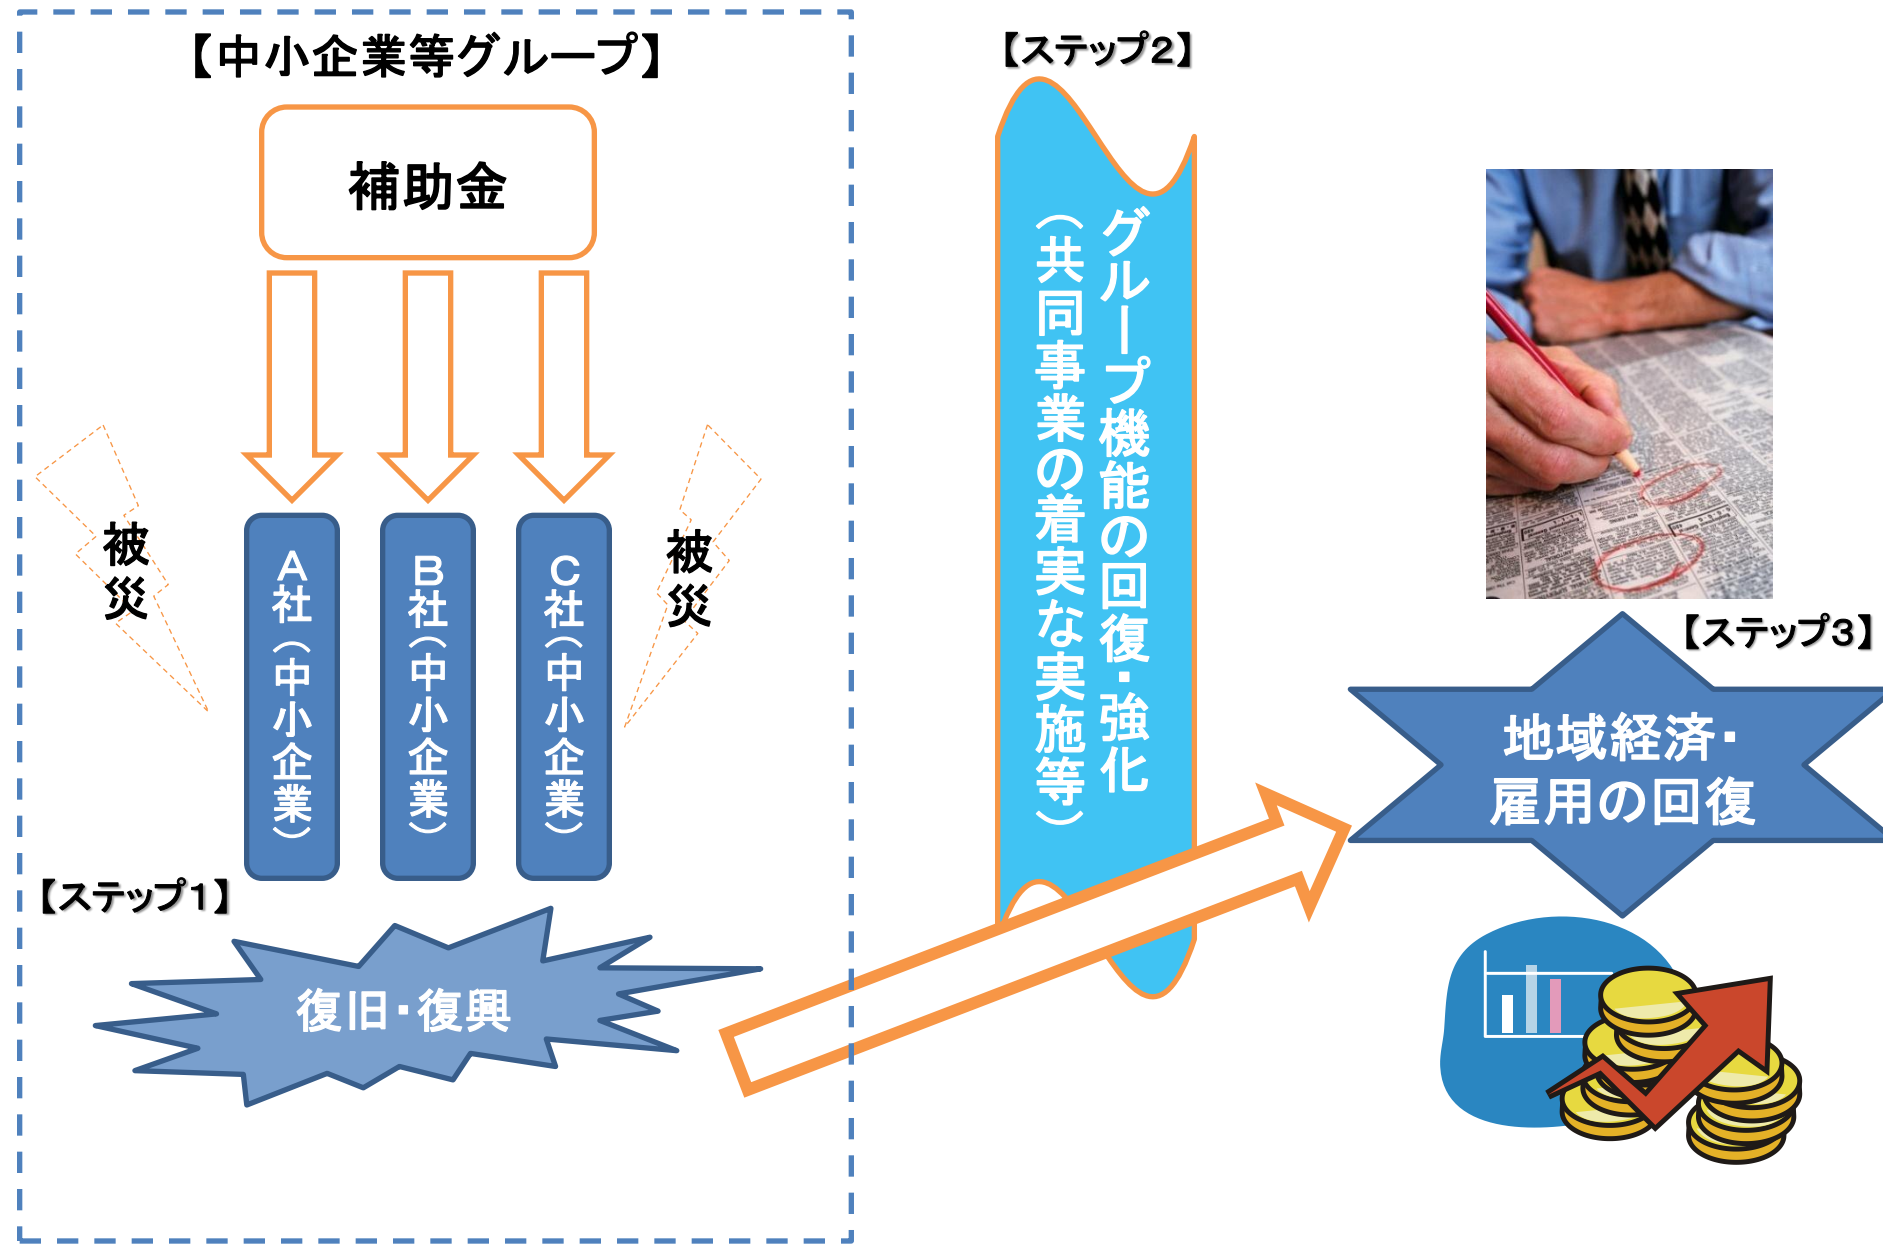 【中小企業等グループ】
補助金
被災
A社(中小企業)
B社(中小企業)
C社(中小企業)
被災
【ステップ1】
復旧・復興
【ステップ2】
グループ機能の回復・強化
(共同事業の着実な実施等)
【ステップ3】
地域経済・
雇用の回復